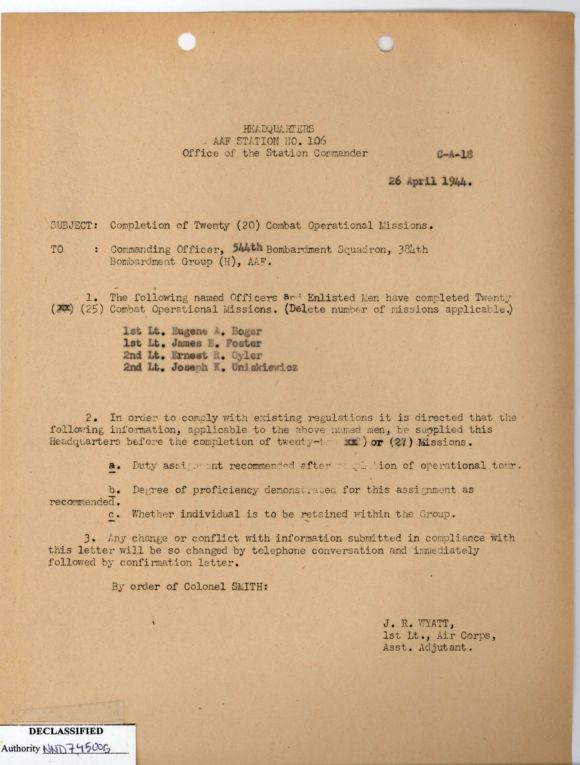 HEADQUARTERS
AAF STATION NO. 106
Office of the Station Commander
C-A-18
26 April 1944.
SUBJECT: Completion of Twenty (20) Combat Operational Missions.
TO : Commanding Officer, 544th Bombardment Squadron, 384th
Bombardment Group (H), AAF.
1. The following named Officers and Enlisted Men have completed Twenty
(xx) (25) Combat Operational Missions. (Delete number of missions applicable.)
1st Lt. Eugene A. Boger
1st Lt. James E. Foster
2nd Lt. Ernest R. Oyler
2nd Lt. Joseph K. Uniskiewicz
2. In order to comply with existing regulations it is directed that the
following information, applicable to the above named men, be supplied this
Headquarters before the completion of or (27) Missions.
a. Duty assignment recommended after completion of operational tour.
b. Degree of proficiency demonstrated for this assignment as
recommended.
c. Whether individual is to be retained within the Group.
3. Any change or conflict with information submitted in compliance with
this letter will be so changed by telephone conversation and immediately
followed by confirmation letter.
By order of Colonel SMITH:
J. R. WYATT,
1st Lt., Air Corps,
Asst. Adjutant.
DECLASSIFIED
Authority NND745006